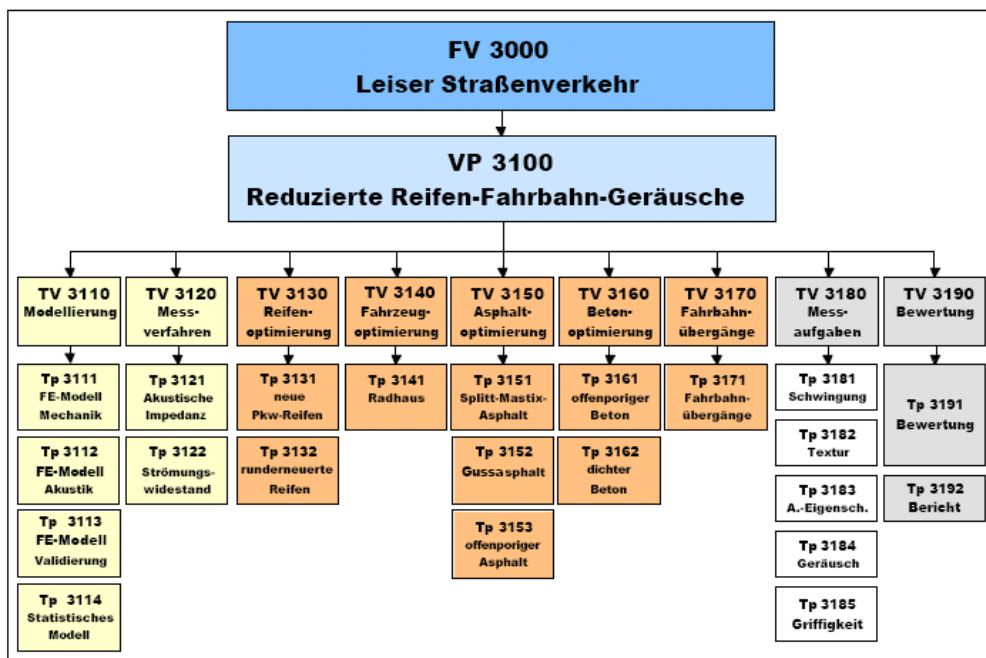 FV 3000
Leiser Straßenverkehr
VP 3100
Reduzierte Reifen-Fahrbahn-Geräusche
TV 3110
Modellierung
TV 3120
Mess-
verfahren
TV 3130
Reifen-
optimierung
TV 3140
Fahrzeug-
optimierung
TV 3150
Asphalt-
optimierung
TV 3160
Beton-
optimierung
TV 3170
Fahrbahn-
übergänge
TV 3180
Mess-
aufgaben
TV 3190
Bewertung
Tp 3111
FE-Modell
Mechanik
Tp 3112
FE-Modell
Akustik
Tp 3113
FE-Modell
Validierung
Tp 3114
Statistisches
Modell
Tp 3121
Akustische
Impedanz
Tp 3122
Strömungs-
widestand
Tp 3131
neue
Pkw-Reifen
Tp 3132
runderneuerte
Reifen
Tp 3141
Radhaus
Tp 3151
Splitt-Mastix-
Asphalt
Tp 3152
Gussasphalt
Tp 3153
offenporiger
Asphalt
Tp 3161
offenporiger
Beton
Tp 3162
dichter
Beton
Tp 3171
Fahrbahn-
übergänge
Tp 3181
Schwingung
Tp 3182
Textur
Tp 3183
A.-Eigensch.
Tp 3184
Geräusch
Tp 3185
Griffigkeit
Tp 3191
Bewertung
Tp 3192
Bericht